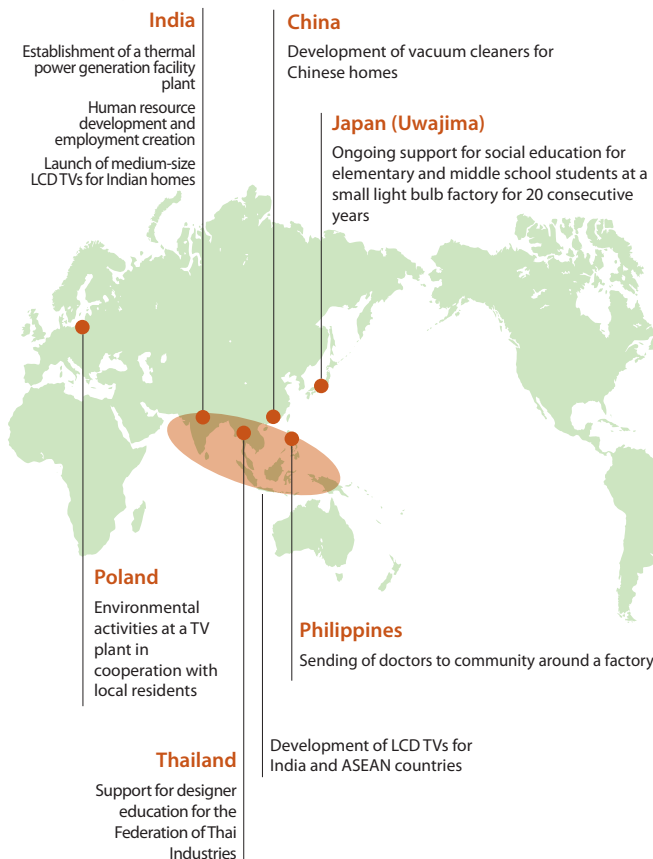 India
Establishment of a thermal
power generation facility
plant
Human resource
development and
employment creation
Launch of medium-size
LCD TVs for Indian homes
China
Development of vacuum cleaners for
Chinese homes
Japan (Uwajima)
Ongoing support for social education for
elementary and middle school students at a
small light bulb factory for 20 consecutive
years
Poland
Environmental
activities at a TV
plant in
cooperation with
local residents
Philippines
Sending of doctors to community around a factory
Development of LCD TVs for
India and ASEAN countries
Thailand
Support for designer
education for the
Federation of Thai
Industries